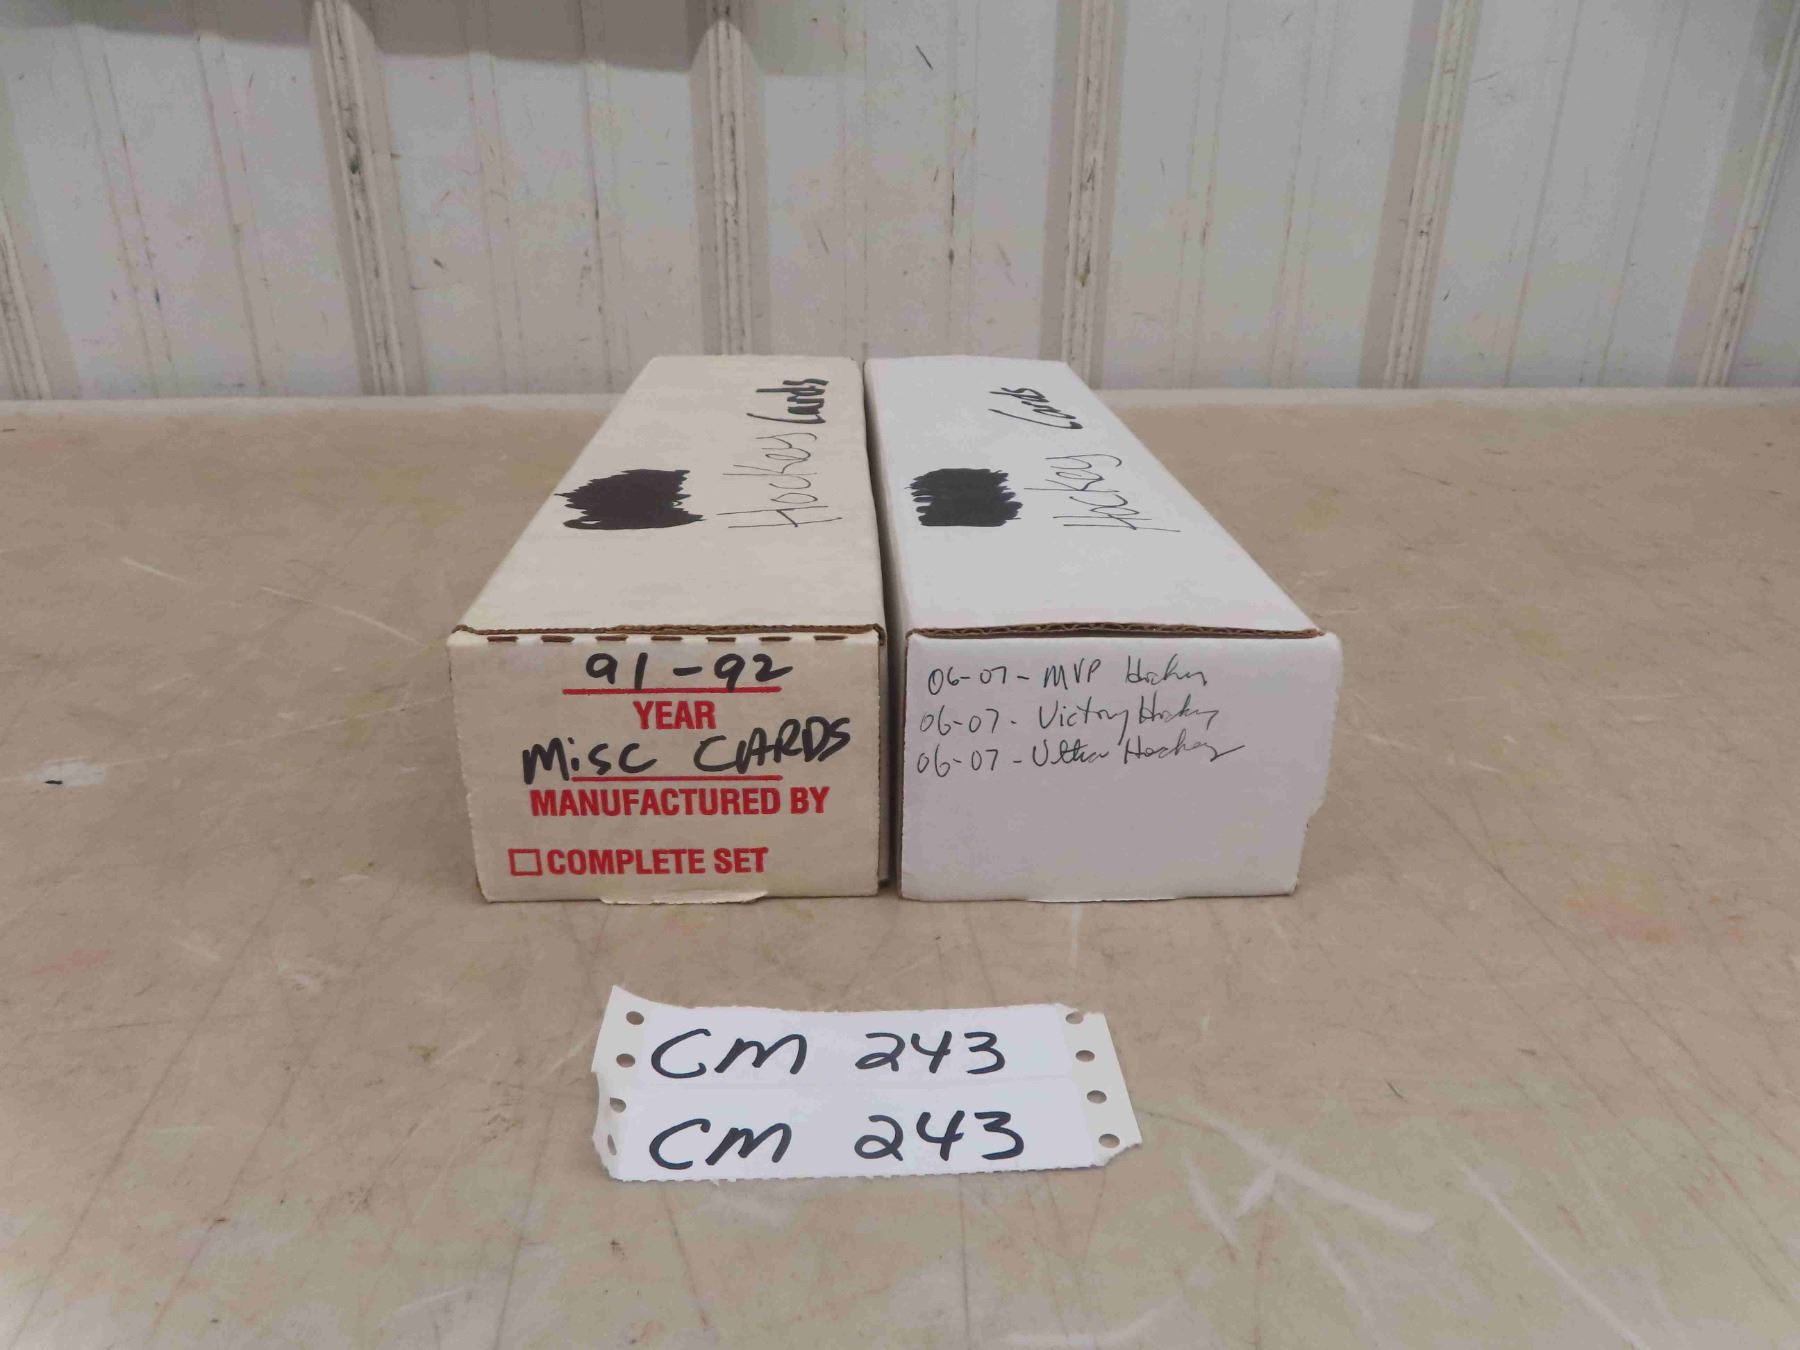 Hockey Cards
Hockey Cards
91-92
YEAR
Misc CARDS
MANUFACTURED BY
COMPLETE SET
06-07 - MVP Hockey
06-07 - Victory Hockey
06-07 - Ultra Hockey
CM 243
CM 243